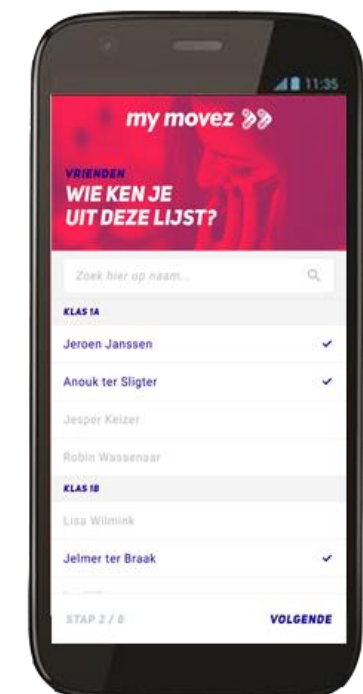 11:35
my movez
VRIENDEN
WIE KEN JE
UIT DEZE LIJST?
Zoek hier op naam...
KLAS 1A
Jeroen Janssen
Anouk ter Sligter
Jesper Keizer
Robin Wassenaar
KLAS 1B
Lisa Wilmink
Jelmer ter Braak
STAP 2 / 8
VOLGENDE